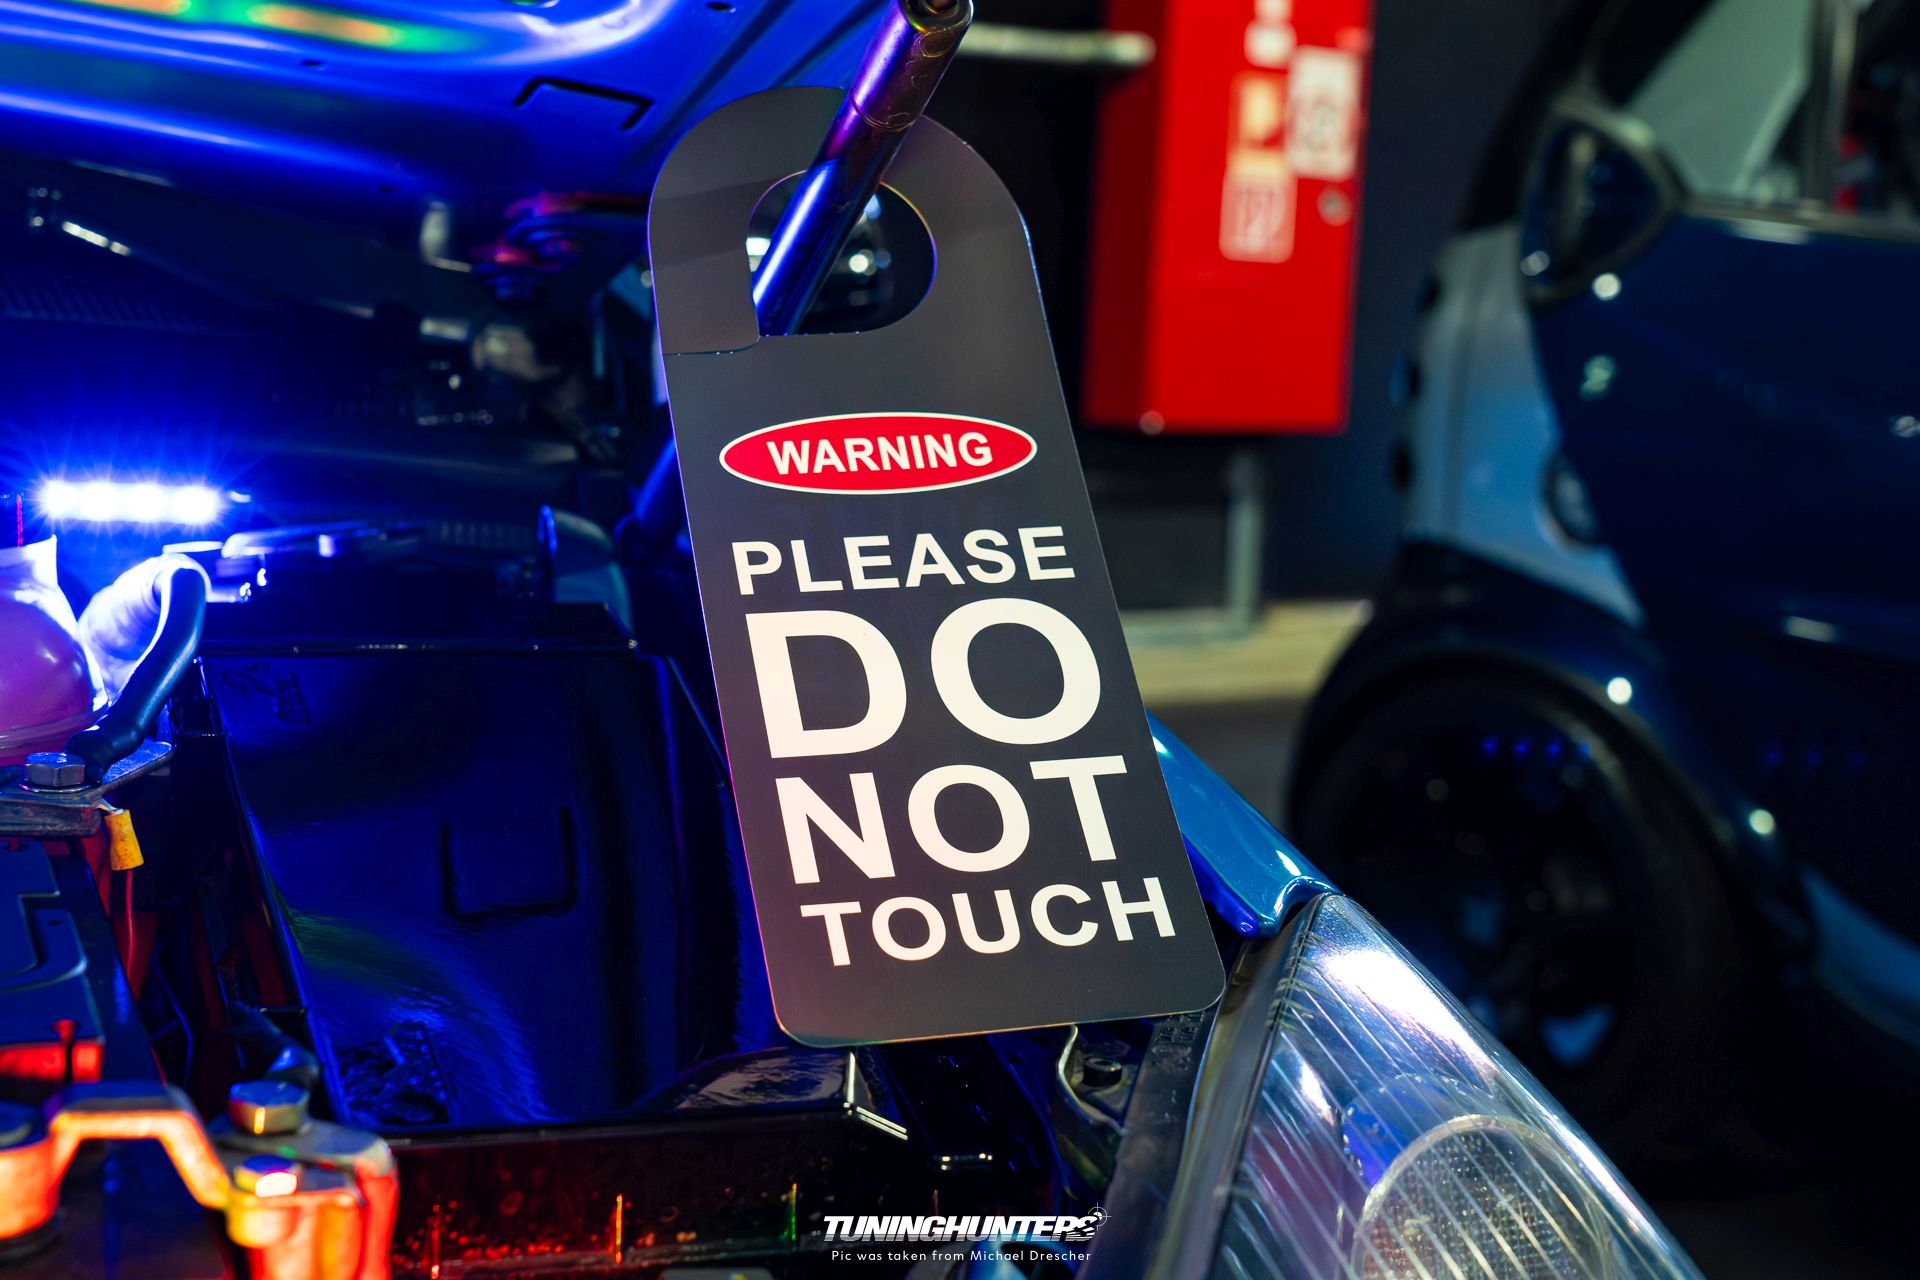 WARNING
PLEASE
DO
NOT
TOUCH
TUNINGHUNTERS
Pic was taken from Michael Drescher